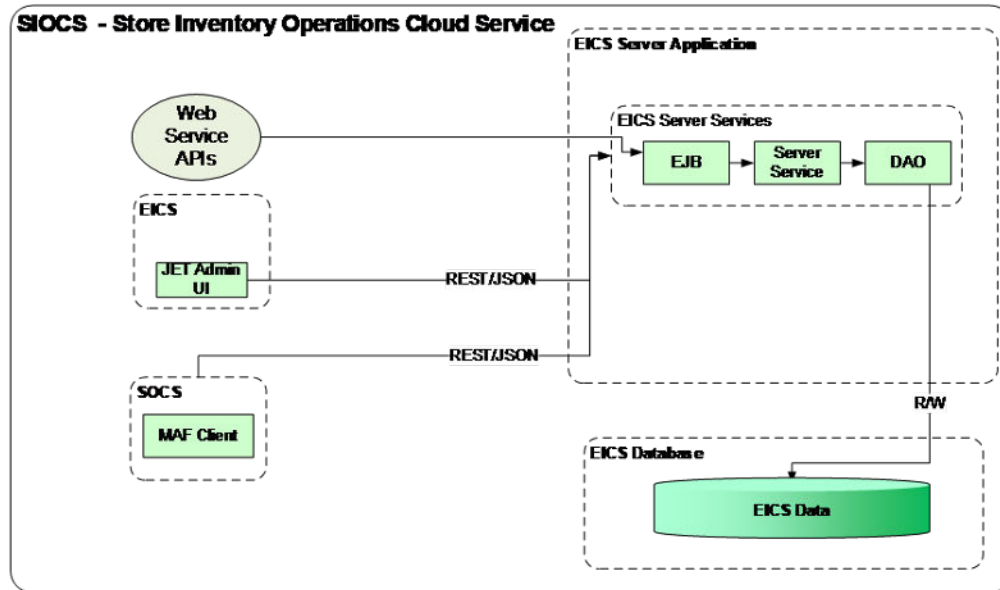 SIOCS - Store Inventory Operations Cloud Service
EICS Server Application
Web
Service
APIs
EICS Server Services
EJB
Server
Service
DAO
EICS
JET Admin
UI
REST/JSON
REST/JSON
SOCS
MAF Client
R/W
EICS Database
EICS Data